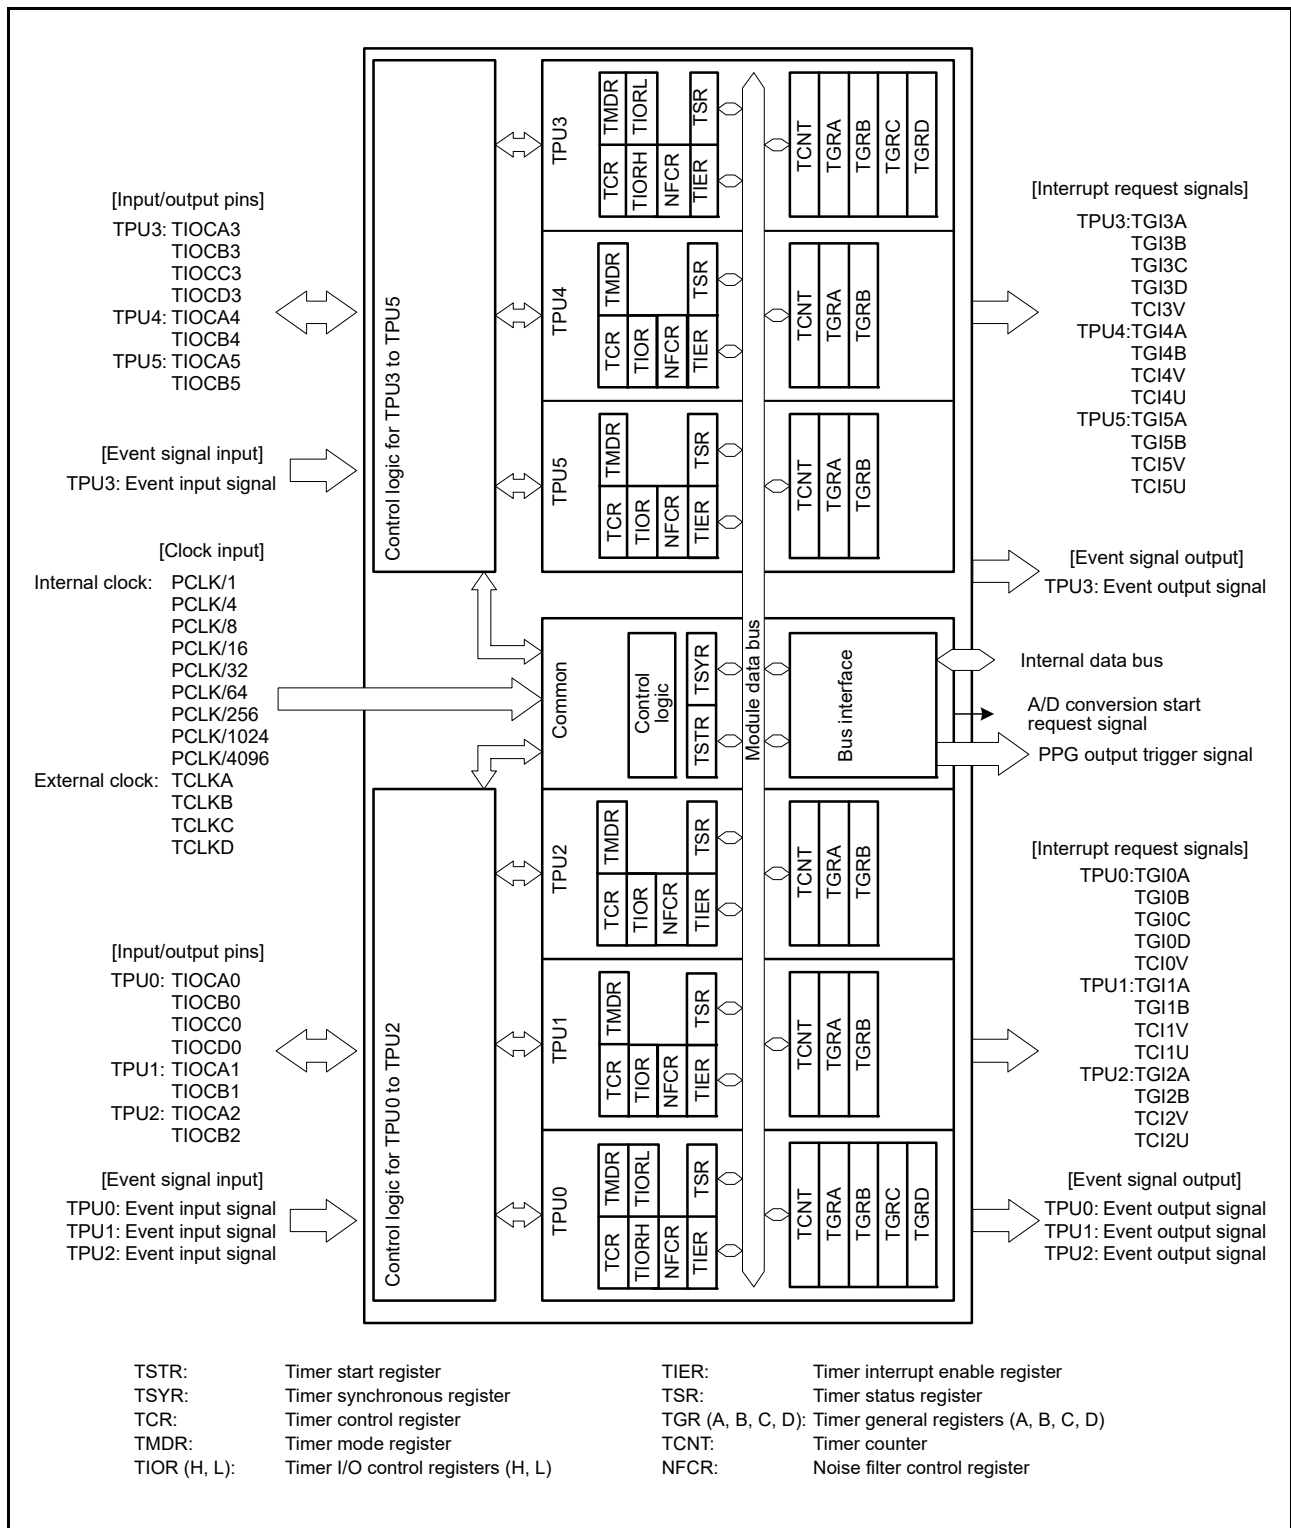 [Input/output pins]
TPU3: TIOCA3
TIOCB3
TIOCC3
TIOCD3
TPU4: TIOCA4
TIOCB4
TPU5: TIOCA5
TIOCB5
[Event signal input]
TPU3: Event input signal
[Clock input]
Internal clock: PCLK/1
PCLK/4
PCLK/8
PCLK/16
PCLK/32
PCLK/64
PCLK/256
PCLK/1024
PCLK/4096
External clock: TCLKA
TCLKB
TCLKC
TCLKD
[Input/output pins]
TPU0: TIOCA0
TIOCB0
TIOCC0
TIOCD0
TPU1: TIOCA1
TIOCB1
TPU2: TIOCA2
TIOCB2
[Event signal input]
TPU0: Event input signal
TPU1: Event input signal
TPU2: Event input signal
Control logic for TPU3 to TPU5
Control logic for TPU0 to TPU2
TPU3
TCR
TMDR
TIORH
TIORL
NFCR
TIER
TSR
TCNT
TGRA
TGRB
TGRC
TGRD
TPU4
TCR
TMDR
TIOR
NFCR
TIER
TSR
TCNT
TGRA
TGRB
TPU5
TCR
TMDR
TIOR
NFCR
TIER
TSR
TCNT
TGRA
TGRB
Common
Control
logic
TSTR
TSYR
Module data bus
Bus interface
TPU2
TCR
TMDR
TIOR
NFCR
TIER
TSR
TCNT
TGRA
TGRB
TPU1
TCR
TMDR
TIOR
NFCR
TIER
TSR
TCNT
TGRA
TGRB
TPU0
TCR
TMDR
TIORH
TIORL
NFCR
TIER
TSR
TCNT
TGRA
TGRB
TGRC
TGRD
[Interrupt request signals]
TPU3:TGI3A
TGI3B
TGI3C
TGI3D
TCI3V
TPU4:TGI4A
TGI4B
TCI4V
TCI4U
TPU5:TGI5A
TGI5B
TCI5V
TCI5U
[Event signal output]
TPU3: Event output signal
Internal data bus
A/D conversion start
request signal
PPG output trigger signal
[Interrupt request signals]
TPU0:TGI0A
TGI0B
TGI0C
TGI0D
TCI0V
TPU1:TGI1A
TGI1B
TCI1V
TCI1U
TPU2:TGI2A
TGI2B
TCI2V
TCI2U
[Event signal output]
TPU0: Event output signal
TPU1: Event output signal
TPU2: Event output signal
TSTR: Timer start register
TSYR: Timer synchronous register
TCR: Timer control register
TMDR: Timer mode register
TIOR (H, L): Timer I/O control registers (H, L)
TIER: Timer interrupt enable register
TSR: Timer status register
TGR (A, B, C, D): Timer general registers (A, B, C, D)
TCNT: Timer counter
NFCR: Noise filter control register